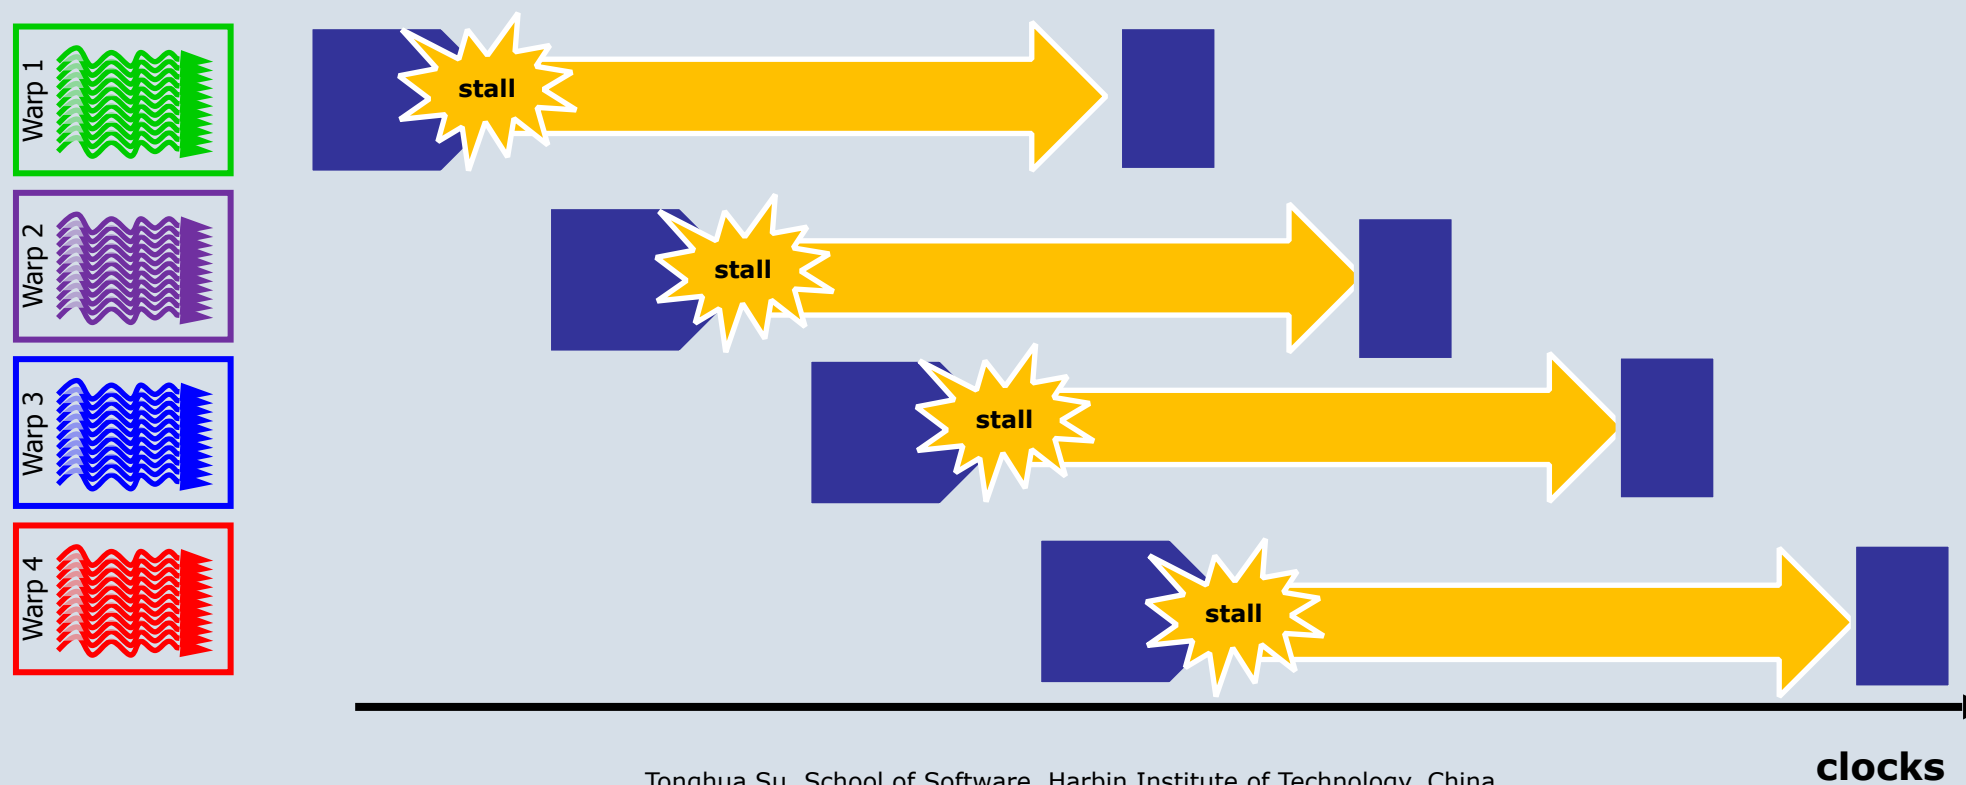 Warp 1
stall
Warp 2
stall
Warp 3
stall
Warp 4
stall
clocks
Tonghua Su, School of Software, Harbin Institute of Technology, China